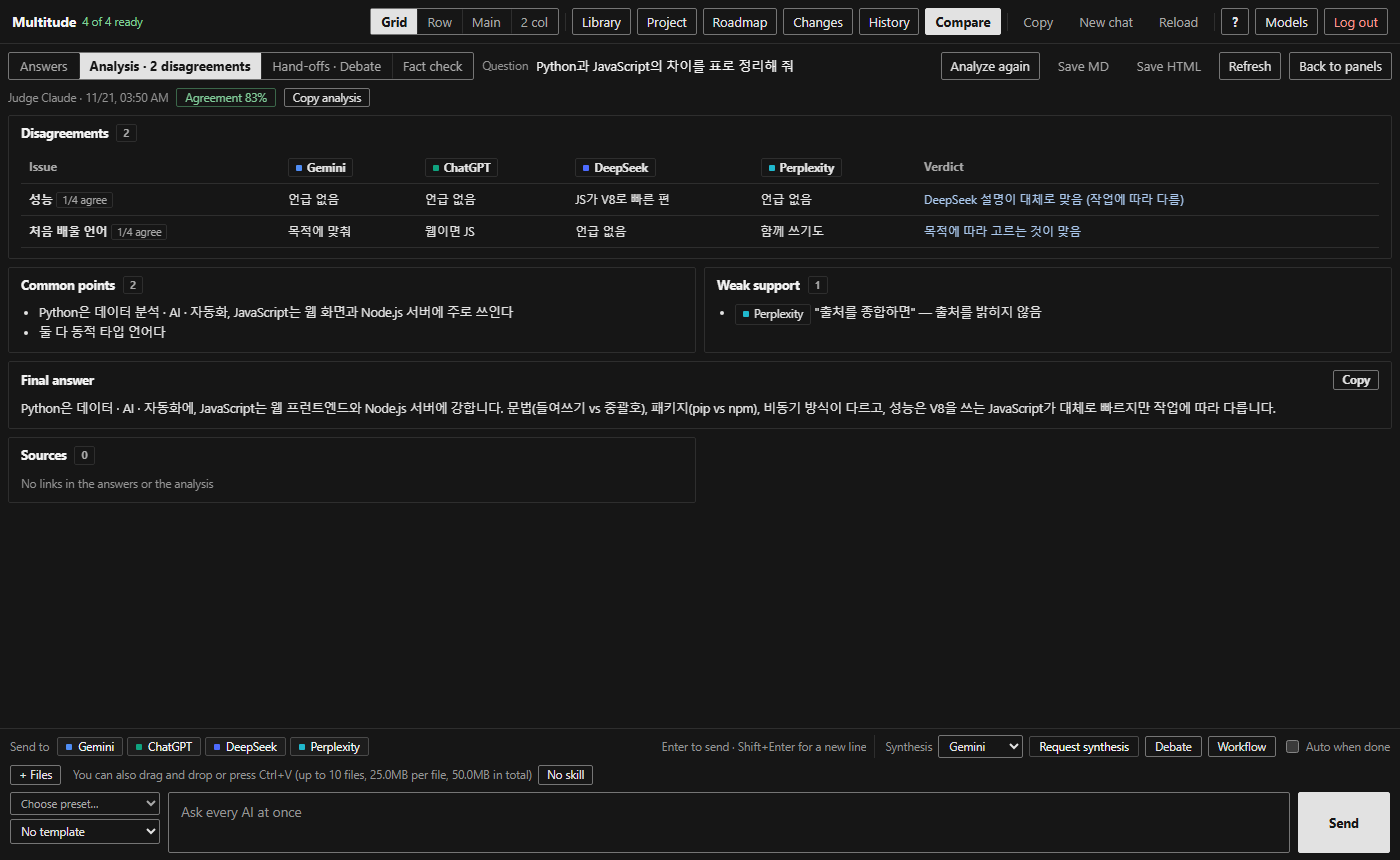 Multitude 4 of 4 ready Grid Row Main 2 col Library Project Roadmap Changes History Compare Copy New chat Reload ? Models Log out
Answers Analysis · 2 disagreements Hand-offs · Debate Fact check Question Python과 JavaScript의 차이를 표로 정리해 줘 Analyze again Save MD Save HTML Refresh Back to panels
Judge Claude · 11/21, 03:50 AM Agreement 83% Copy analysis
Disagreements 2
Issue Gemini ChatGPT DeepSeek Perplexity Verdict
성능 1/4 agree 언급 없음 언급 없음 JS가 V8로 빠른 편 언급 없음 DeepSeek 설명이 대체로 맞음 (작업에 따라 다름)
처음 배울 언어 1/4 agree 목적에 맞춰 웹이면 JS 언급 없음 함께 쓰기도 목적에 따라 고르는 것이 맞음
Common points 2
• Python은 데이터 분석 · AI · 자동화, JavaScript는 웹 화면과 Node.js 서버에 주로 쓰인다
• 둘 다 동적 타입 언어다
Weak support 1
• Perplexity "출처를 종합하면" — 출처를 밝히지 않음
Final answer Copy
Python은 데이터 · AI · 자동화에, JavaScript는 웹 프런트엔드와 Node.js 서버에 강합니다. 문법(들여쓰기 vs 중괄호), 패키지(pip vs npm), 비동기 방식이 다르고, 성능은 V8을 쓰는 JavaScript가 대체로 빠르지만 작업에 따라 다릅니다.
Sources 0
No links in the answers or the analysis
Send to Gemini ChatGPT DeepSeek Perplexity Enter to send · Shift+Enter for a new line Synthesis Gemini Request synthesis Debate Workflow Auto when done
+ Files You can also drag and drop or press Ctrl+V (up to 10 files, 25.0MB per file, 50.0MB in total) No skill
Choose preset...
No template
Ask every AI at once
Send